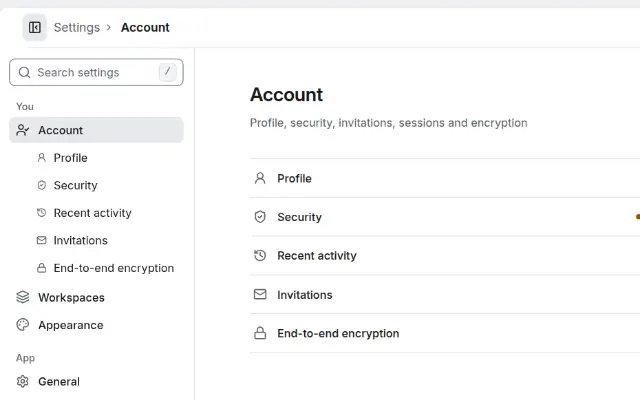 Settings > Account
Search settings /
You
Account
Profile
Security
Recent activity
Invitations
End-to-end encryption
Workspaces
Appearance
App
General
Account
Profile, security, invitations, sessions and encryption
Profile
Security
Recent activity
Invitations
End-to-end encryption